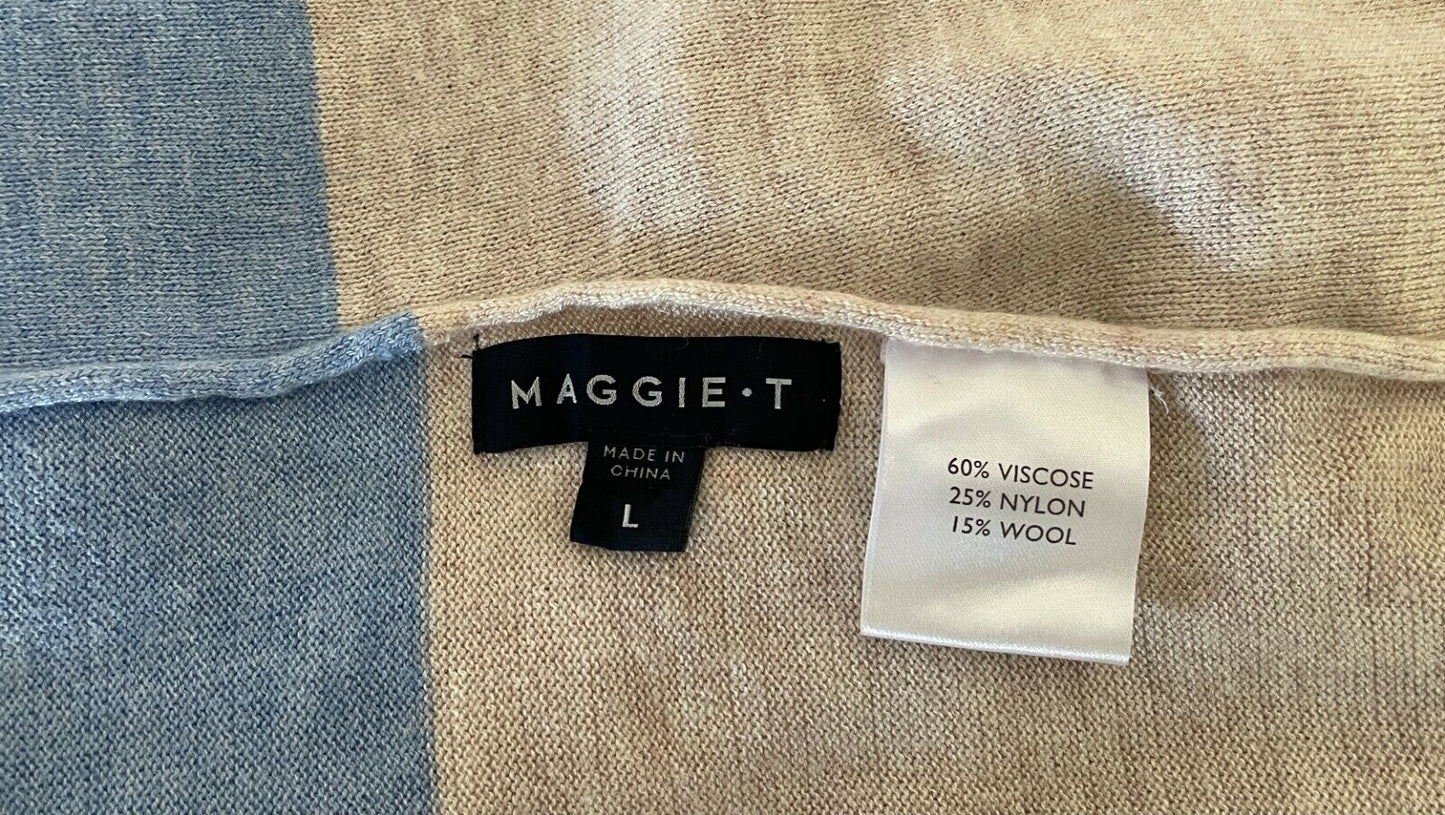 MAGGIE•T
MADE IN
CHINA
L
60% VISCOSE
25% NYLON
15% WOOL